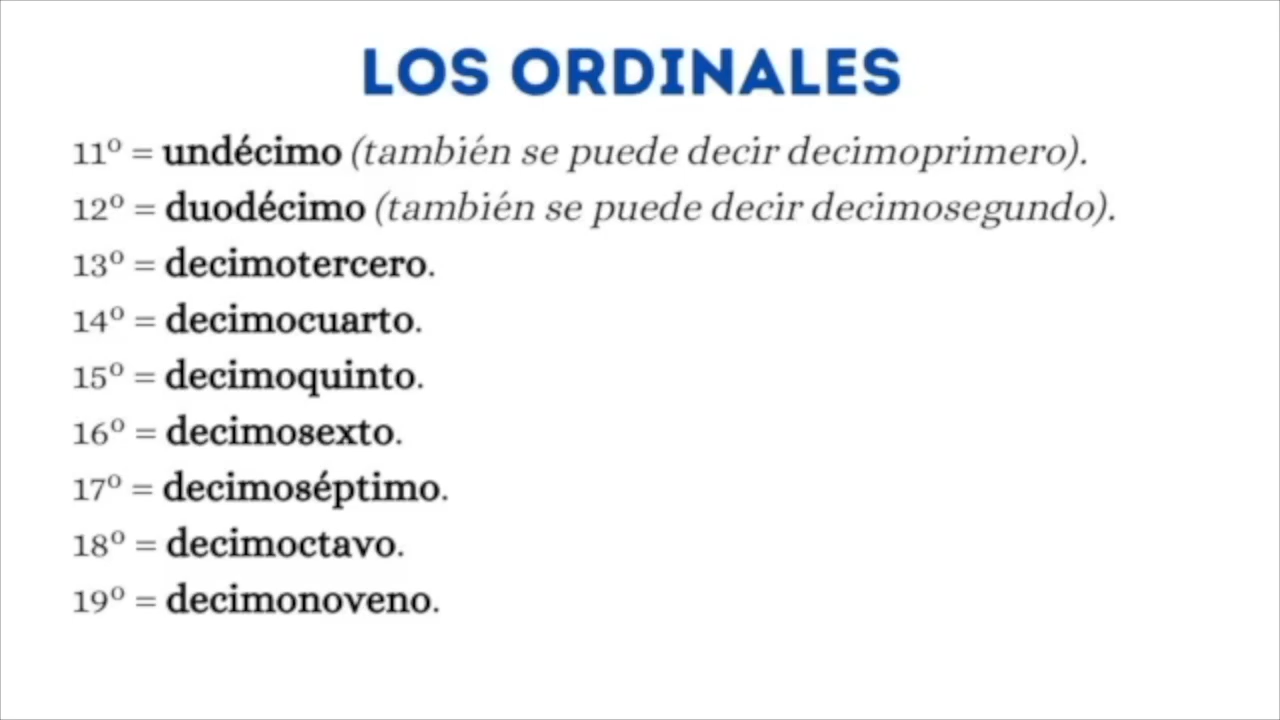 LOS ORDINALES
11º = undécimo (también se puede decir decimoprimero).
12º = duodécimo (también se puede decir decimosegundo).
13º = decimotercero.
14º = decimocuarto.
15º = decimoquinto.
16º = decimosexto.
17º = decimoséptimo.
18º = decimoctavo.
19º = decimonoveno.